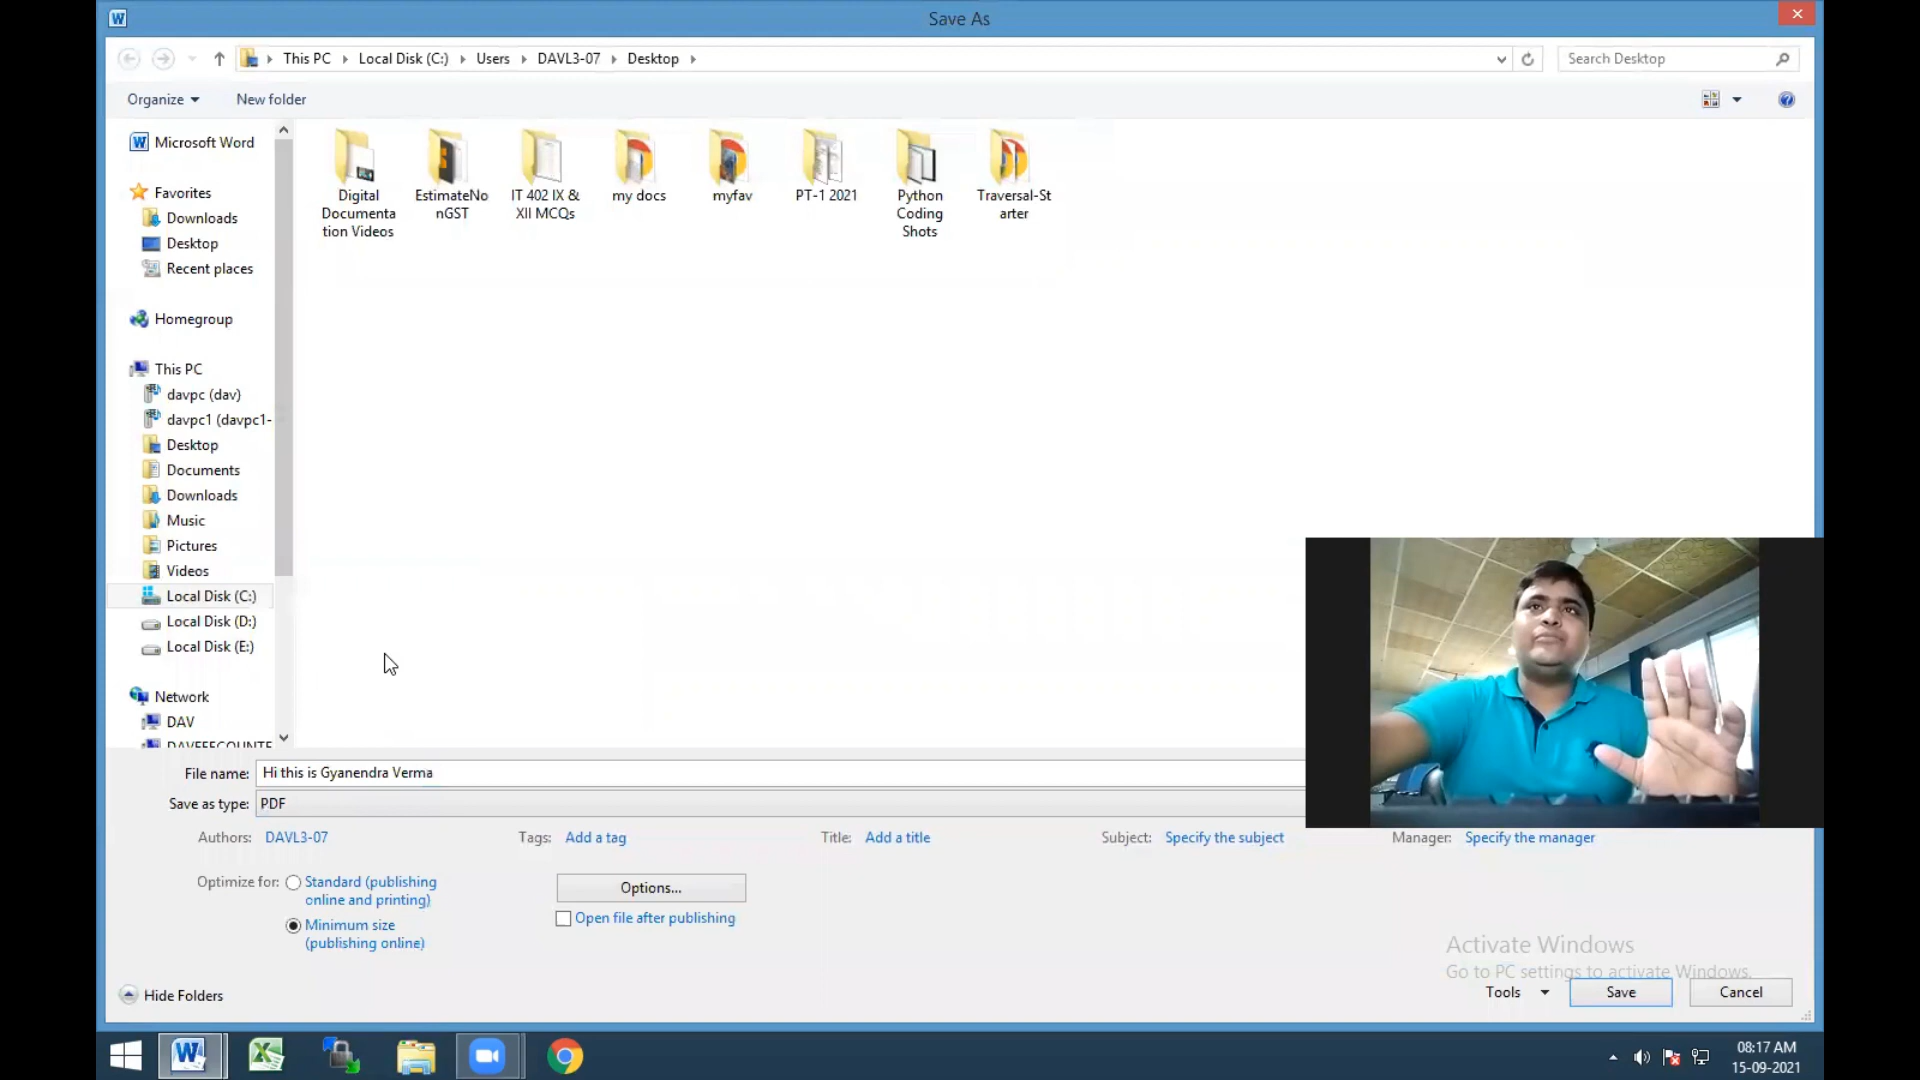 Save As
This PC
Local Disk (C:)
Users
DAVL3-07
Desktop
Search Desktop
Organize
New folder
Microsoft Word
Favorites
Downloads
Desktop
Recent places
Homegroup
This PC
davpc (dav)
davpc1 (davpc1-
Desktop
Documents
Downloads
Music
Pictures
Videos
Local Disk (C:)
Local Disk (D:)
Local Disk (E:)
Network
DAV
DAVFEECOUNTE
Digital
Documenta
tion Videos
EstimateNo
nGST
IT 402 IX &
XII MCQs
my docs
myfav
PT-1 2021
Python
Coding
Shots
Traversal-St
arter
File name: Hi this is Gyanendra Verma
Save as type: PDF
Authors: DAVL3-07
Tags: Add a tag
Title: Add a title
Subject: Specify the subject
Manager: Specify the manager
Optimize for:
Standard (publishing
online and printing)
Minimum size
(publishing online)
Options...
Open file after publishing
Activate Windows
Go to PC settings to activate Windows.
Hide Folders
Tools
Save
Cancel
08:17 AM
15-09-2021